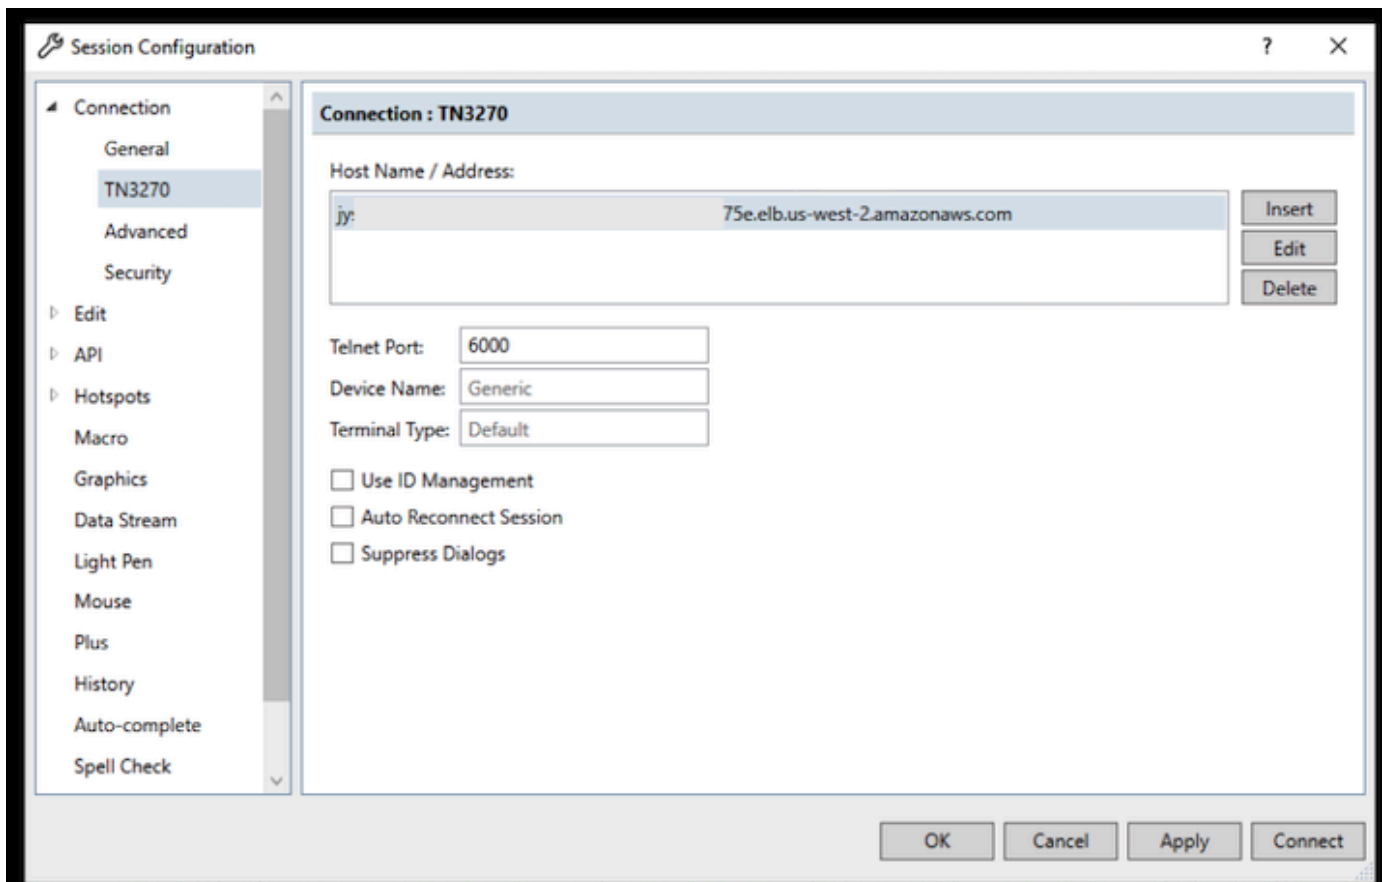 Session Configuration
?
Connection
General
TN3270
Advanced
Security
Edit
API
Hotspots
Macro
Graphics
Data Stream
Light Pen
Mouse
Plus
History
Auto-complete
Spell Check
Connection : TN3270
Host Name / Address:
jy 75e.elb.us-west-2.amazonaws.com
Insert
Edit
Delete
Telnet Port: 6000
Device Name: Generic
Terminal Type: Default
Use ID Management
Auto Reconnect Session
Suppress Dialogs
OK Cancel Apply Connect